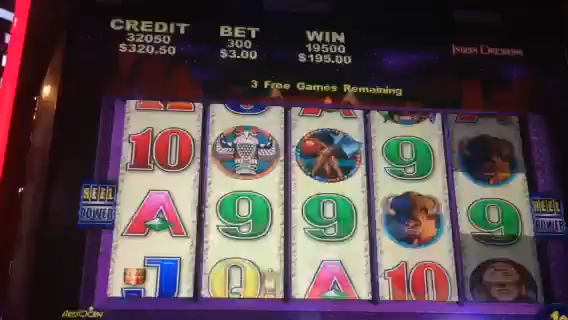 CREDIT BET WIN
32050 300 19500
$320.50 $3.00 $195.00
Indian Dreaming
3 Free Games Remaining
10 9
A 9 9 9
J Q A 10
REEL POWER
REEL POWER
ARISTOCRAT